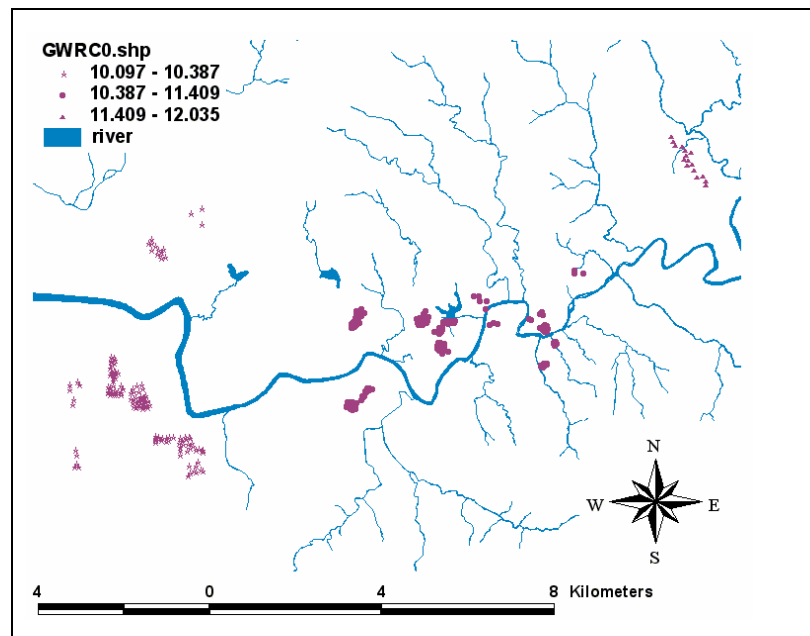 GWRC0.shp
10.097 - 10.387
10.387 - 11.409
11.409 - 12.035
river
N
W E
S
4 0 4 8 Kilometers